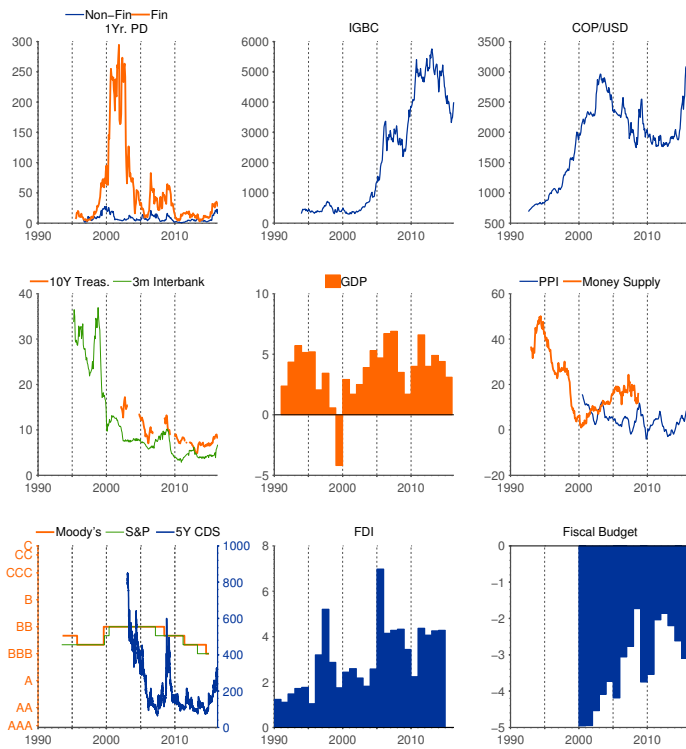 Non-Fin Fin
1Yr. PD IGBC COP/USD
300 6000 3500
250 5000 3000
200 4000 2500
150 3000 2000
100 2000 1500
50 1000 1000
0 0 500
1990 2000 2010 1990 2000 2010 1990 2000 2010
10Y Treas. 3m Interbank GDP PPI Money Supply
40 10 60
30 5 40
20 0 20
10 −5 0
0 −20
1990 2000 2010 1990 2000 2010 1990 2000 2010
Moody's S&P 5Y CDS FDI Fiscal Budget
C 1000 8 0
CC
CCC 800 6 −1
B 600 4 −2
BB 400 2 −3
BBB 200 0 −4
A 0 −5
AA
AAA
1990 2000 2010 1990 2000 2010 1990 2000 2010